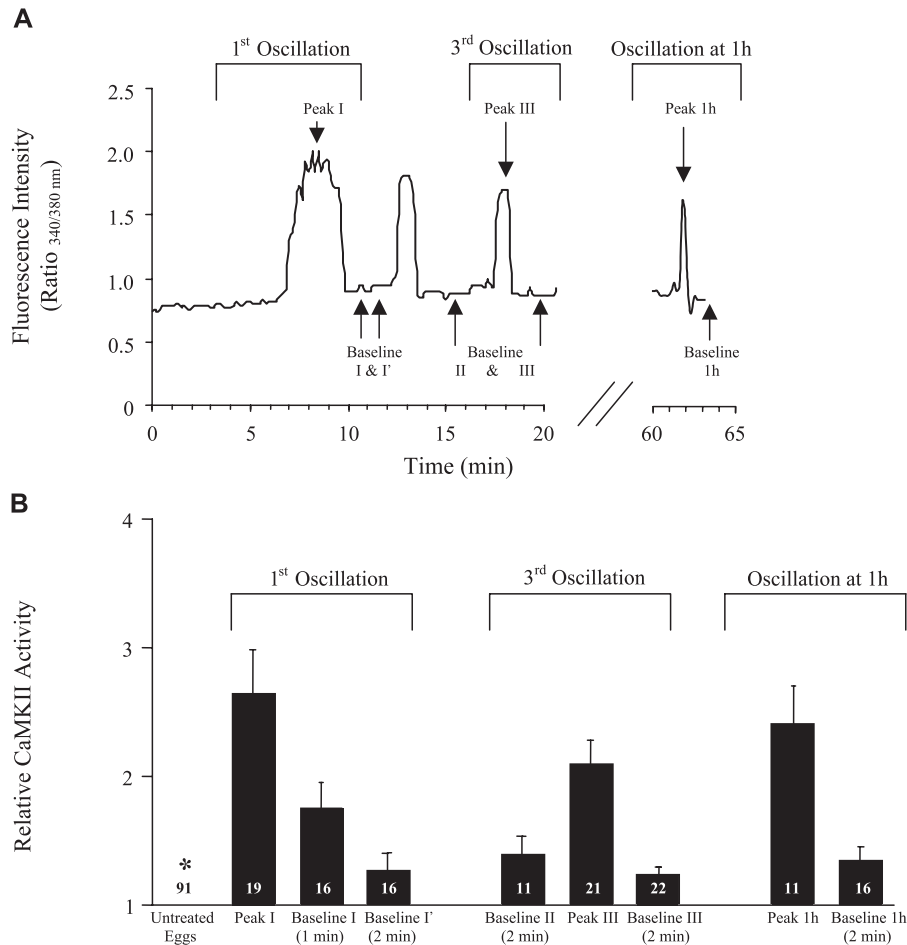 A
1st Oscillation
3rd Oscillation
Oscillation at 1h
Fluorescence Intensity
(Ratio 340/380 nm)
2.5
2.0
1.5
1.0
0.5
0
Peak I
Peak III
Peak 1h
Baseline
I & I'
Baseline
II & III
Baseline
1h
0
5
10
15
20
60
65
Time (min)
B
Relative CaMKII Activity
4
3
2
1
1st Oscillation
3rd Oscillation
Oscillation at 1h
*
91
19
16
16
11
21
22
11
16
Untreated
Eggs
Peak I
Baseline I
(1 min)
Baseline I'
(2 min)
Baseline II
(2 min)
Peak III
Baseline III
(2 min)
Peak 1h
Baseline 1h
(2 min)